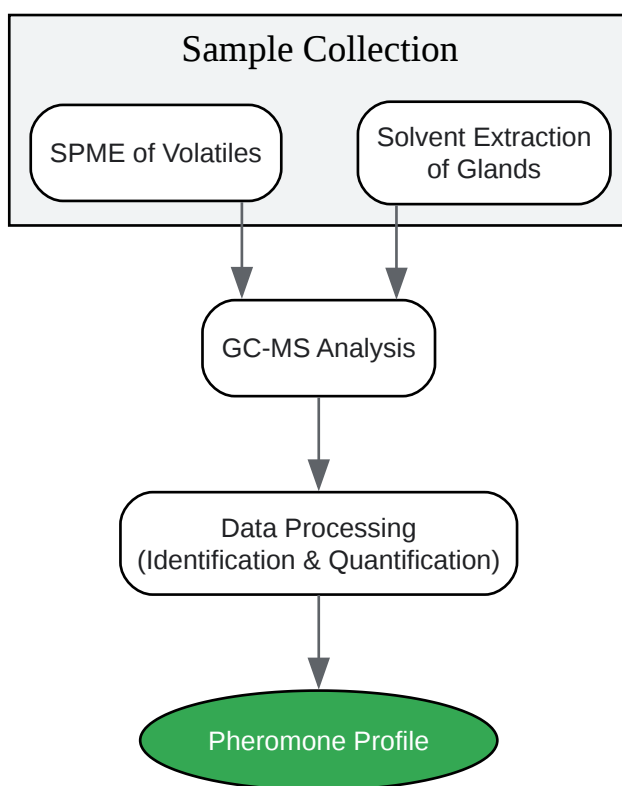 Sample Collection
SPME of Volatiles
Solvent Extraction
of Glands
GC-MS Analysis
Data Processing
(Identification & Quantification)
Pheromone Profile